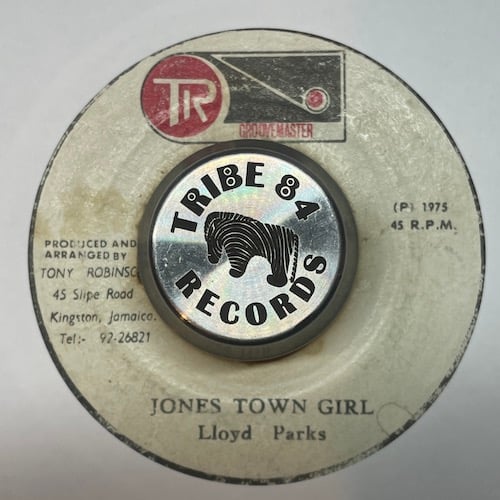 TR
GROOVEMASTER
TRIBE 84
RECORDS
(P) 1975
45 R.P.M.
PRODUCED AND
ARRANGED BY
TONY
45 Slipe Road
Kingston, Jamaica.
Tel:- 92-26821
JONES TOWN GIRL
Lloyd Parks